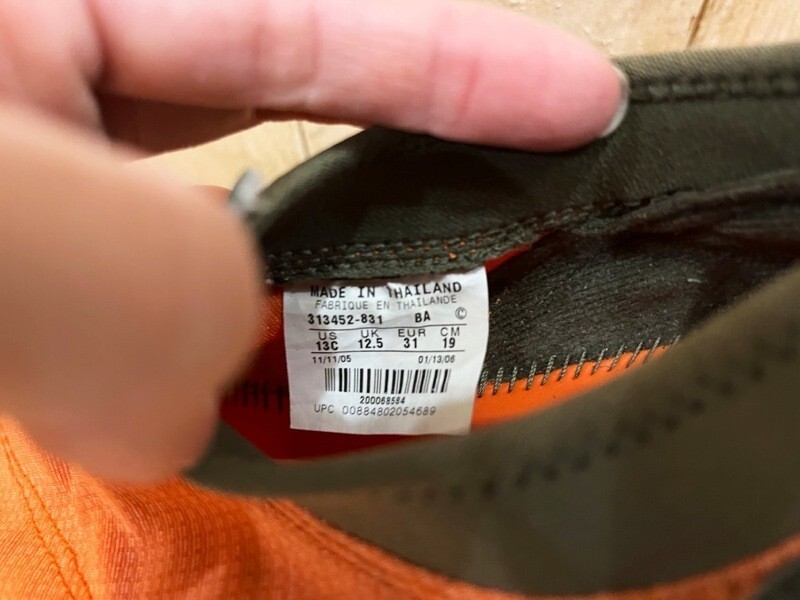 MADE IN THAILAND
FABRIQUE EN THAILANDE
313452-831 BA ©
US UK EUR CM
13C 12.5 31 19
11/11/05 01/13/06
200068584
UPC 00884802054689